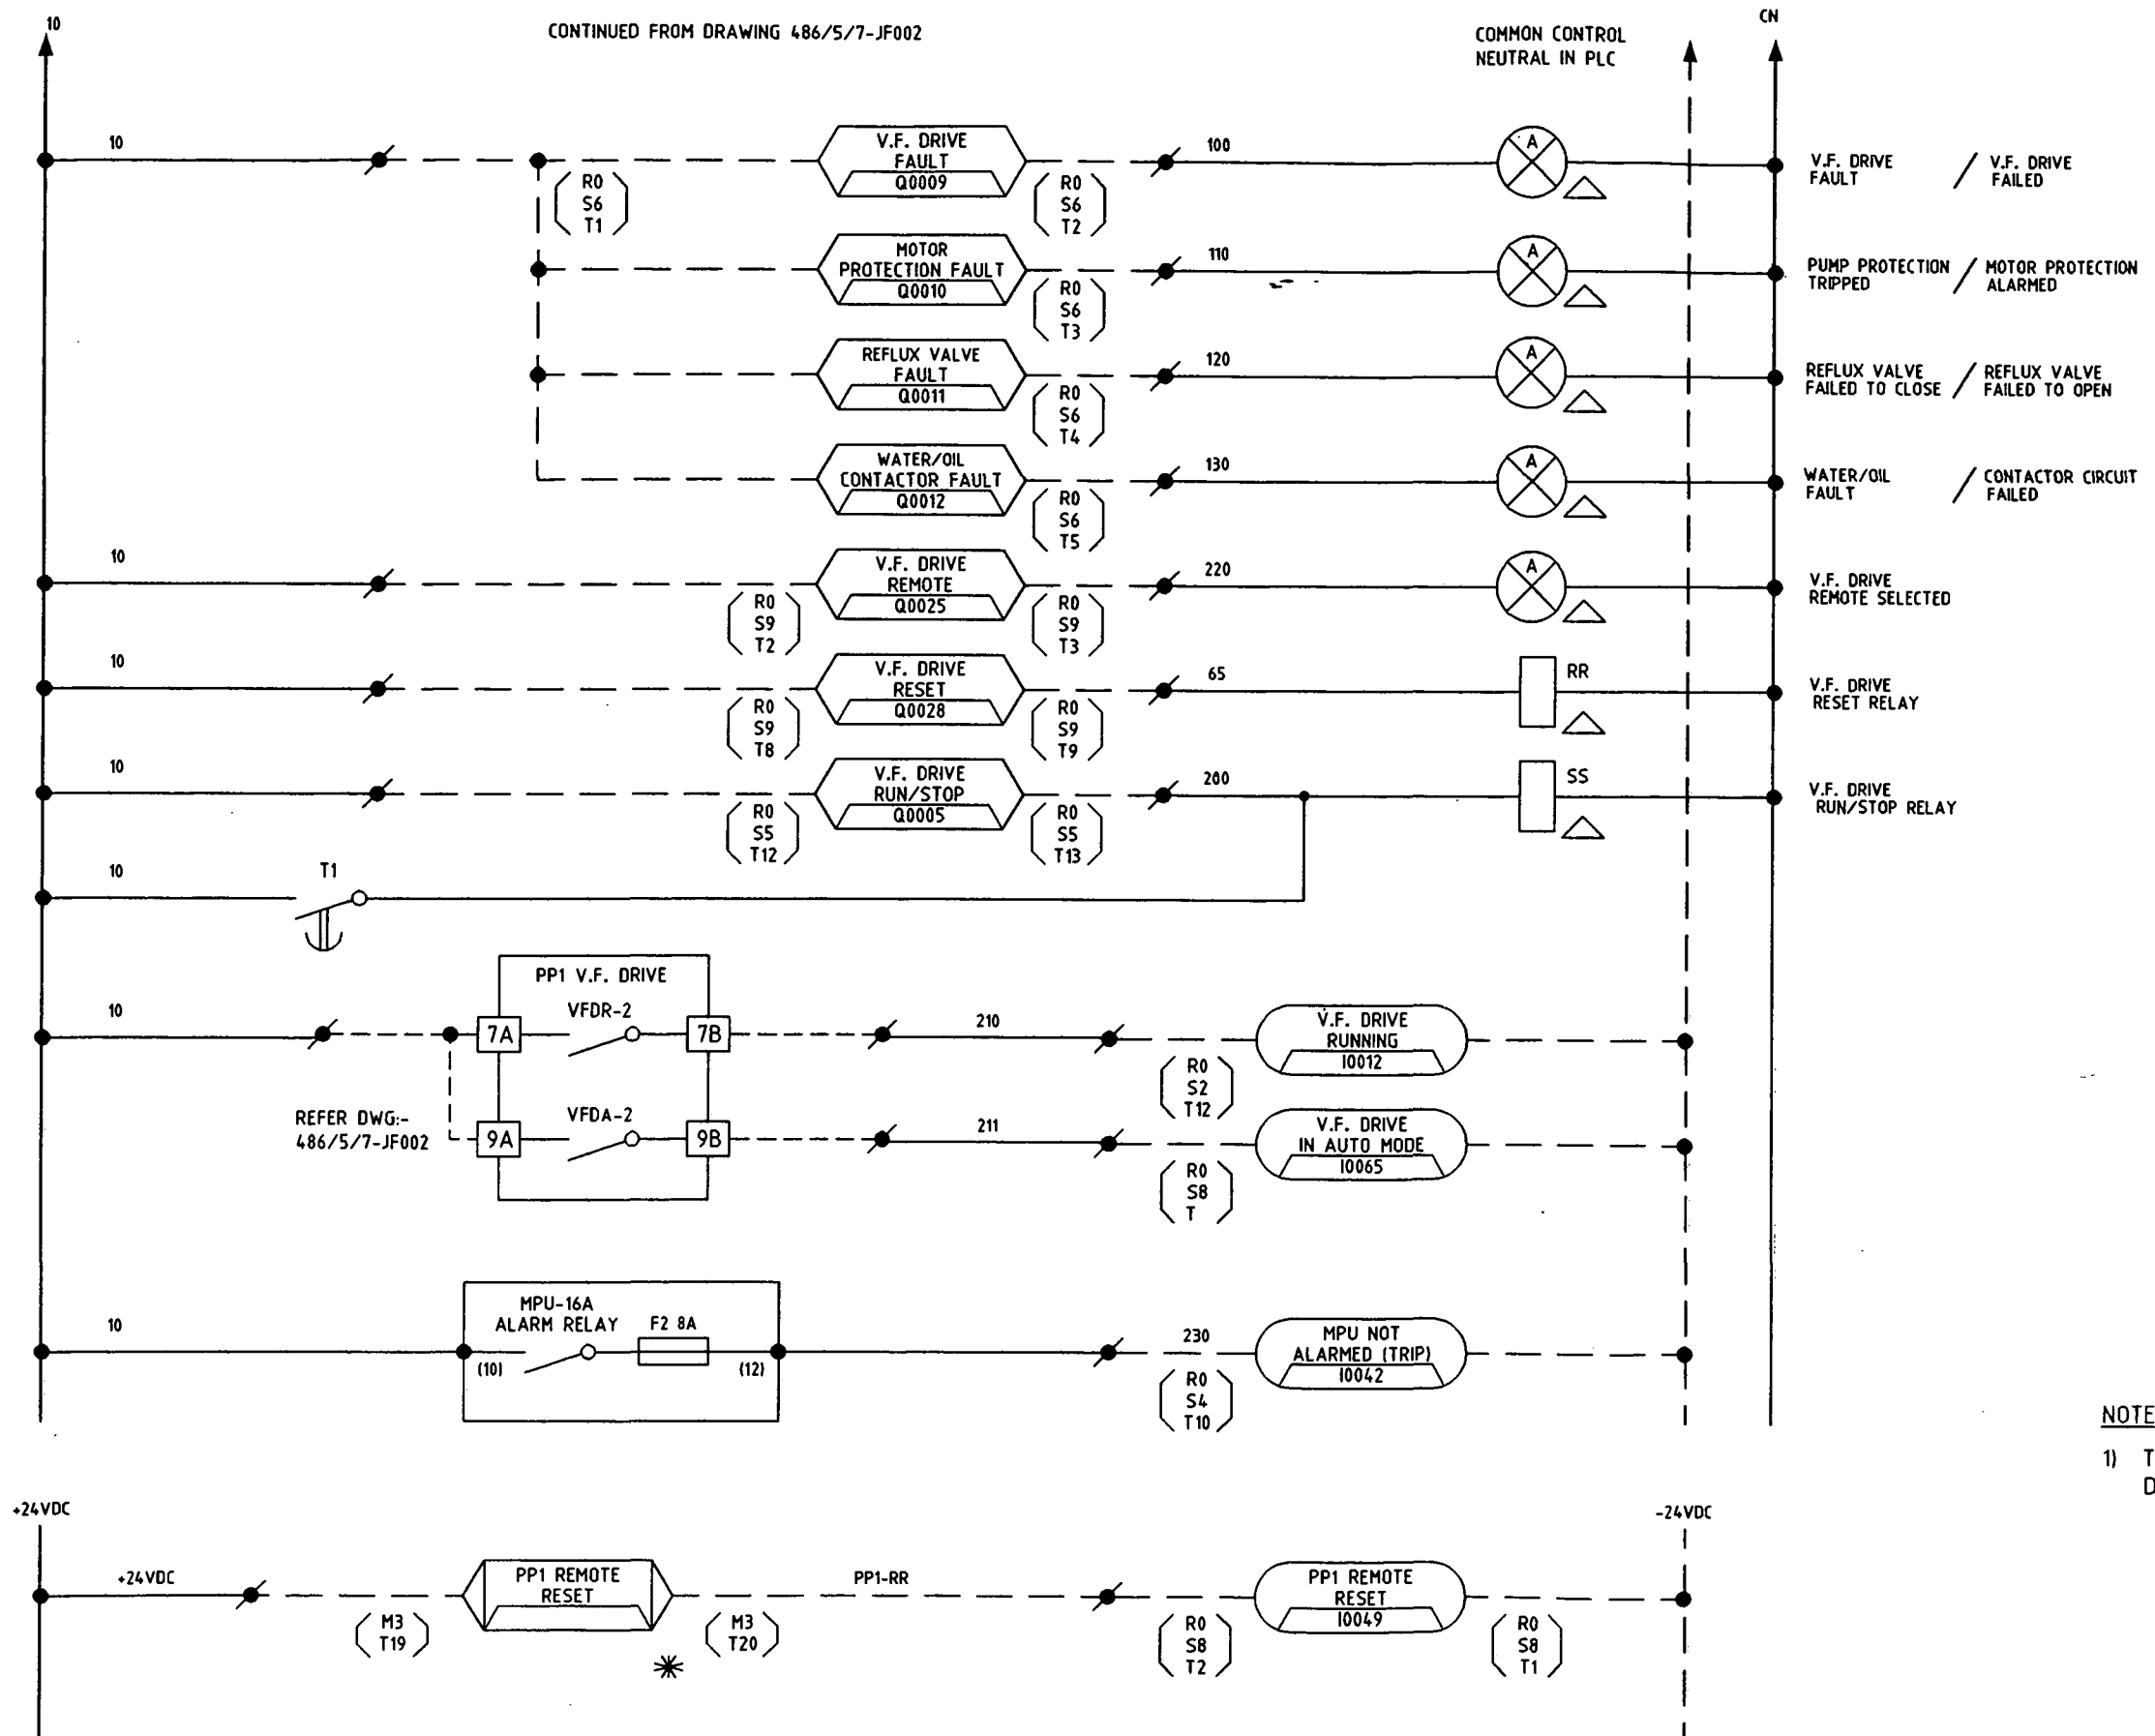 10
CONTINUED FROM DRAWING 486/5/7-JF002
COMMON CONTROL
NEUTRAL IN PLC
CN
10
V.F. DRIVE
FAULT
Q0009
R0
S6
T1
R0
S6
T2
100
A
V.F. DRIVE
FAULT
/ V.F. DRIVE
FAILED
MOTOR
PROTECTION FAULT
Q0010
R0
S6
T3
110
A
PUMP PROTECTION
TRIPPED
/ MOTOR PROTECTION
ALARMED
REFLUX VALVE
FAULT
Q0011
R0
S6
T4
120
A
REFLUX VALVE
FAILED TO CLOSE
/ REFLUX VALVE
FAILED TO OPEN
WATER/OIL
CONTACTOR FAULT
Q0012
R0
S6
T5
130
A
WATER/OIL
FAULT
/ CONTACTOR CIRCUIT
FAILED
10
R0
S9
T2
V.F. DRIVE
REMOTE
Q0025
R0
S9
T3
220
A
V.F. DRIVE
REMOTE SELECTED
10
R0
S9
T8
V.F. DRIVE
RESET
Q0028
R0
S9
T9
65
RR
V.F. DRIVE
RESET RELAY
10
R0
S5
T12
V.F. DRIVE
RUN/STOP
Q0005
R0
S5
T13
200
SS
V.F. DRIVE
RUN/STOP RELAY
10
T1
PP1 V.F. DRIVE
10
7A
VFDR-2
7B
210
R0
S2
T12
V.F. DRIVE
RUNNING
I0012
REFER DWG:-
486/5/7-JF002
9A
VFDA-2
9B
211
R0
S8
T
V.F. DRIVE
IN AUTO MODE
I0065
10
MPU-16A
ALARM RELAY
F2 8A
(10)
(12)
230
R0
S4
T10
MPU NOT
ALARMED (TRIP)
I0042
NOTE
1) T
D
+24VDC
-24VDC
+24VDC
M3
T19
PP1 REMOTE
RESET
M3
T20
PP1-RR
R0
S8
T2
PP1 REMOTE
RESET
I0049
R0
S8
T1